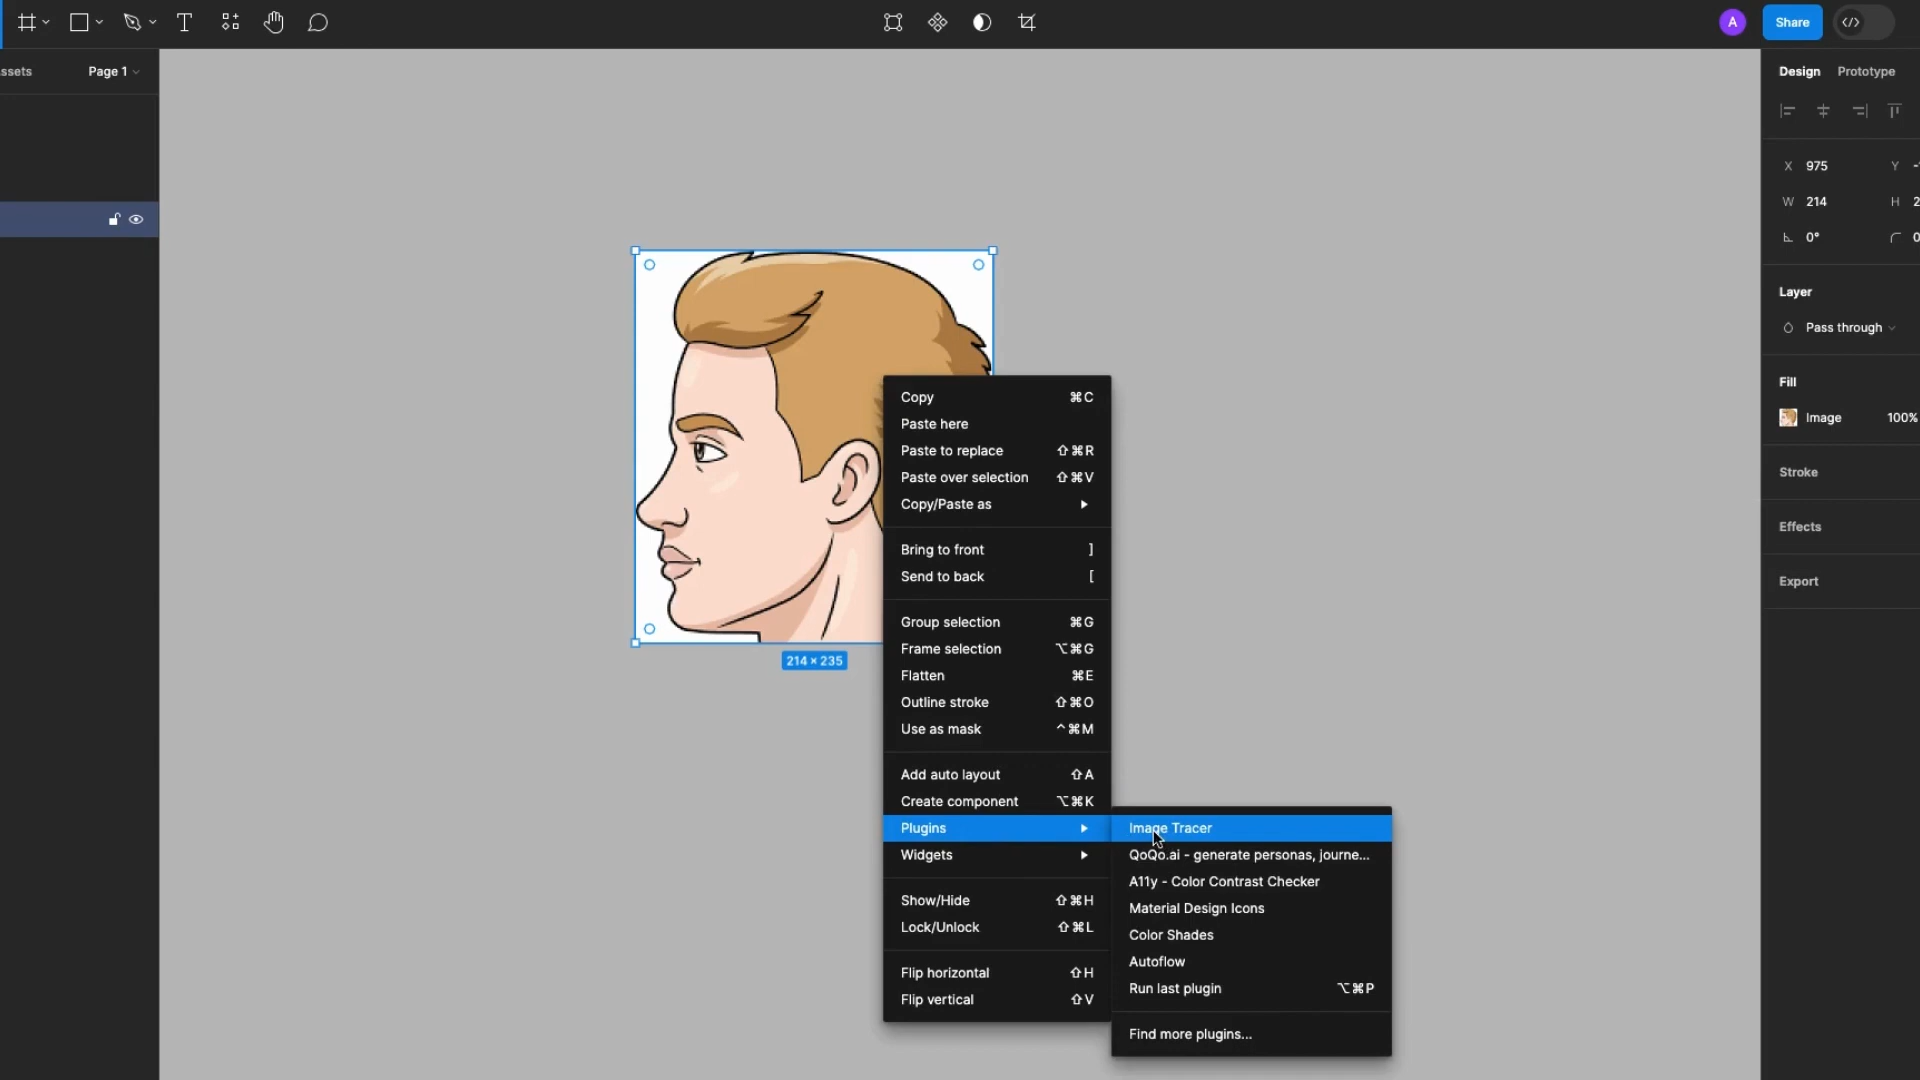 A
Share
ssets
Page 1
Design Prototype
X 975 Y -
W 214 H 2
0° 0
Layer
Pass through
Fill
Image 100%
Stroke
Effects
Export
214 × 235
Copy ⌘C
Paste here
Paste to replace ⇧⌘R
Paste over selection ⇧⌘V
Copy/Paste as
Bring to front ]
Send to back [
Group selection ⌘G
Frame selection ⌥⌘G
Flatten ⌘E
Outline stroke ⇧⌘O
Use as mask ^⌘M
Add auto layout ⇧A
Create component ⌥⌘K
Plugins
Widgets
Show/Hide ⇧⌘H
Lock/Unlock ⇧⌘L
Flip horizontal ⇧H
Flip vertical ⇧V
Image Tracer
QoQo.ai - generate personas, journe...
A11y - Color Contrast Checker
Material Design Icons
Color Shades
Autoflow
Run last plugin ⌥⌘P
Find more plugins...